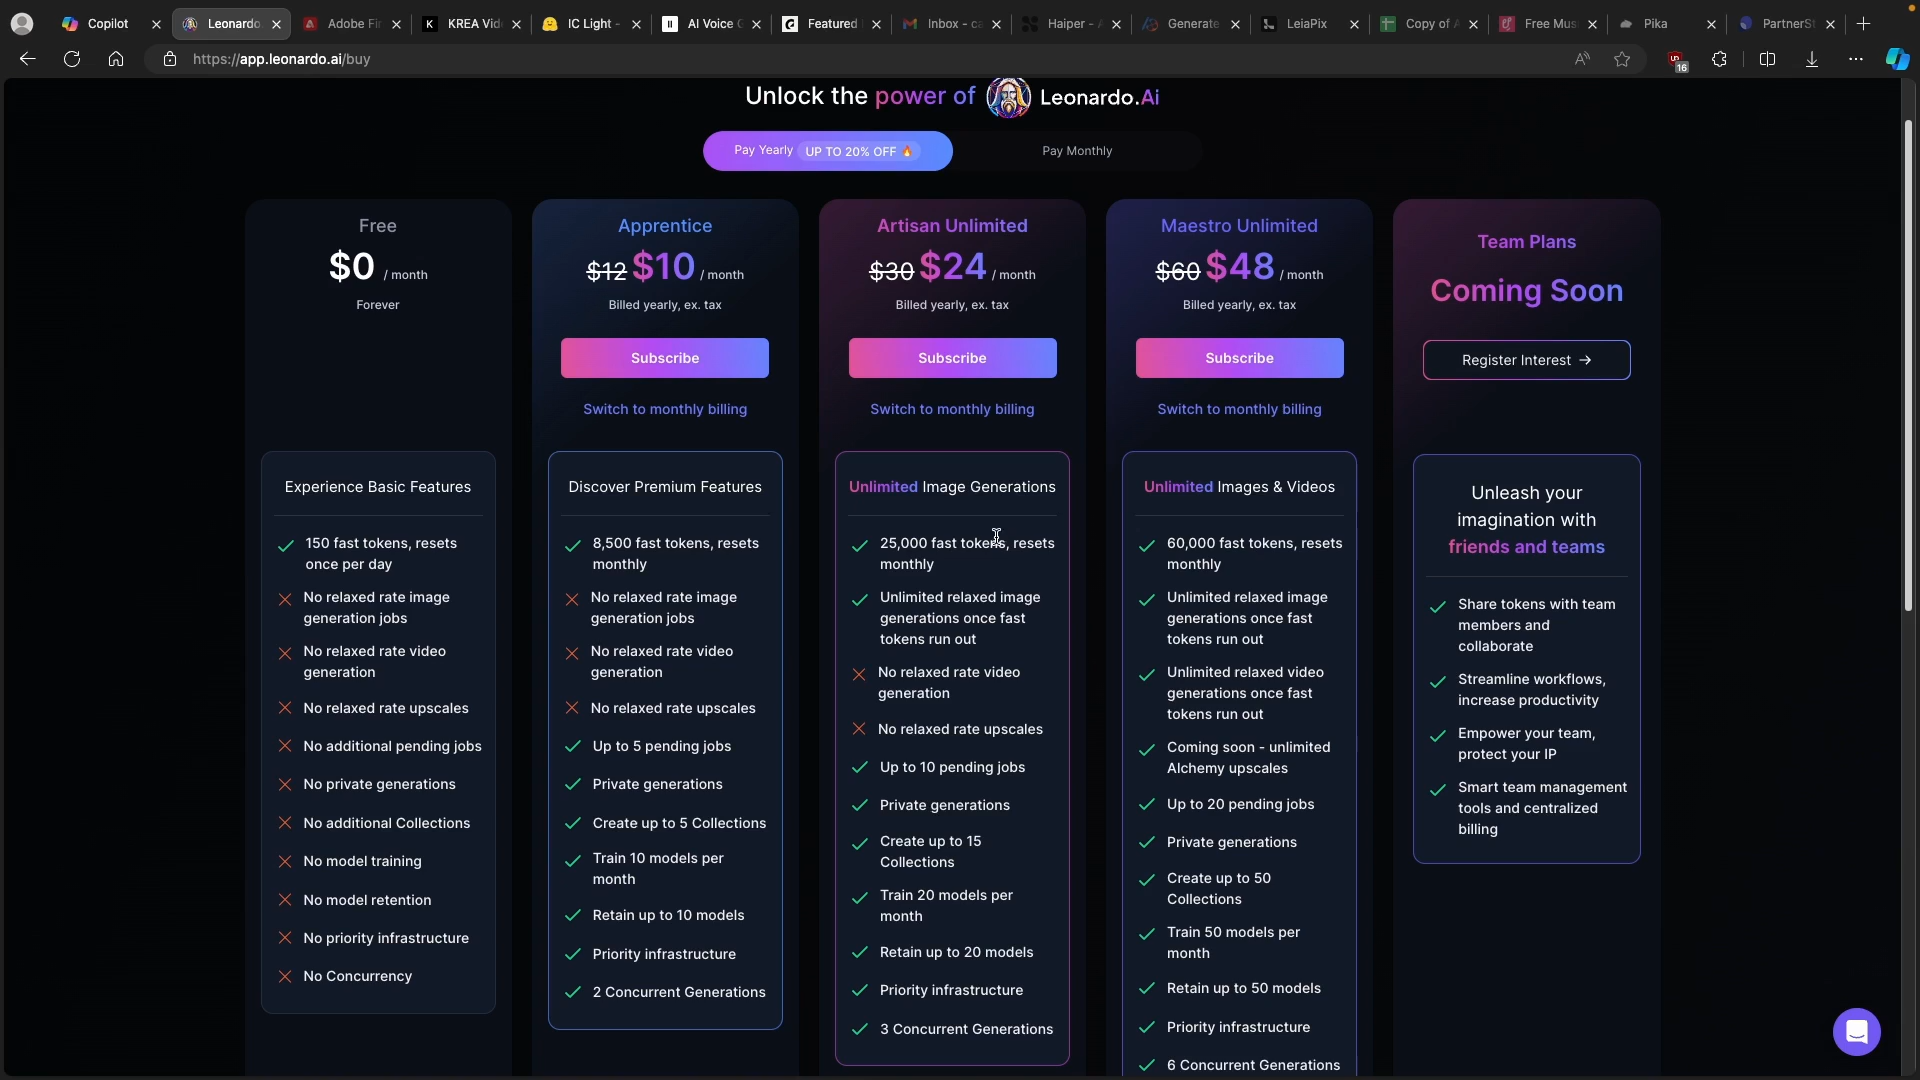 Copilot
Leonardo
Adobe Fir
KREA Vid
IC Light -
AI Voice G
Featured
Inbox - ca
Haiper - A
Generate
LeiaPix
Copy of A
Free Mus
Pika
PartnerSt
https://app.leonardo.ai/buy
16
Unlock the power of Leonardo.Ai
Pay Yearly UP TO 20% OFF 🔥
Pay Monthly
Free
$0 / month
Forever
Experience Basic Features
150 fast tokens, resets
once per day
No relaxed rate image
generation jobs
No relaxed rate video
generation
No relaxed rate upscales
No additional pending jobs
No private generations
No additional Collections
No model training
No model retention
No priority infrastructure
No Concurrency
Apprentice
$12 $10 / month
Billed yearly, ex. tax
Subscribe
Switch to monthly billing
Discover Premium Features
8,500 fast tokens, resets
monthly
No relaxed rate image
generation jobs
No relaxed rate video
generation
No relaxed rate upscales
Up to 5 pending jobs
Private generations
Create up to 5 Collections
Train 10 models per
month
Retain up to 10 models
Priority infrastructure
2 Concurrent Generations
Artisan Unlimited
$30 $24 / month
Billed yearly, ex. tax
Subscribe
Switch to monthly billing
Unlimited Image Generations
25,000 fast tokens, resets
monthly
Unlimited relaxed image
generations once fast
tokens run out
No relaxed rate video
generation
No relaxed rate upscales
Up to 10 pending jobs
Private generations
Create up to 15
Collections
Train 20 models per
month
Retain up to 20 models
Priority infrastructure
3 Concurrent Generations
Maestro Unlimited
$60 $48 / month
Billed yearly, ex. tax
Subscribe
Switch to monthly billing
Unlimited Images & Videos
60,000 fast tokens, resets
monthly
Unlimited relaxed image
generations once fast
tokens run out
Unlimited relaxed video
generations once fast
tokens run out
Coming soon - unlimited
Alchemy upscales
Up to 20 pending jobs
Private generations
Create up to 50
Collections
Train 50 models per
month
Retain up to 50 models
Priority infrastructure
6 Concurrent Generations
Team Plans
Coming Soon
Register Interest →
Unleash your
imagination with
friends and teams
Share tokens with team
members and
collaborate
Streamline workflows,
increase productivity
Empower your team,
protect your IP
Smart team management
tools and centralized
billing